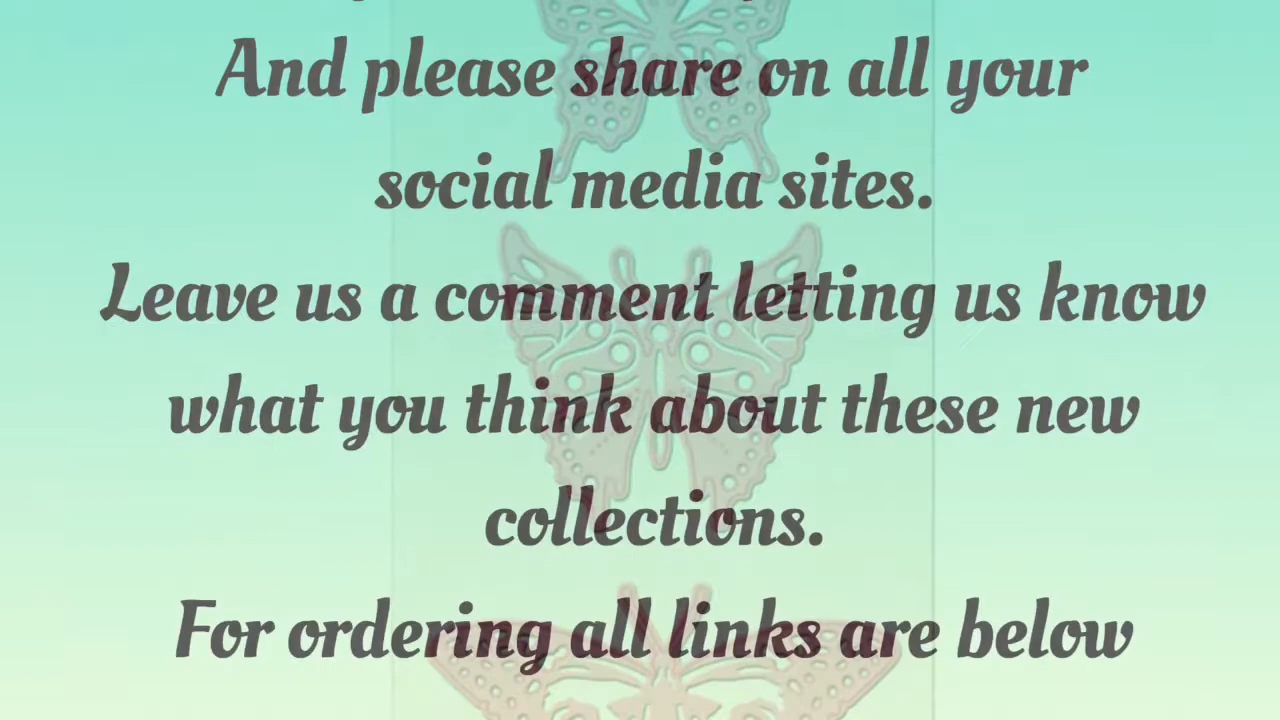 And please share on all your
social media sites.
Leave us a comment letting us know
what you think about these new
collections.
For ordering all links are below